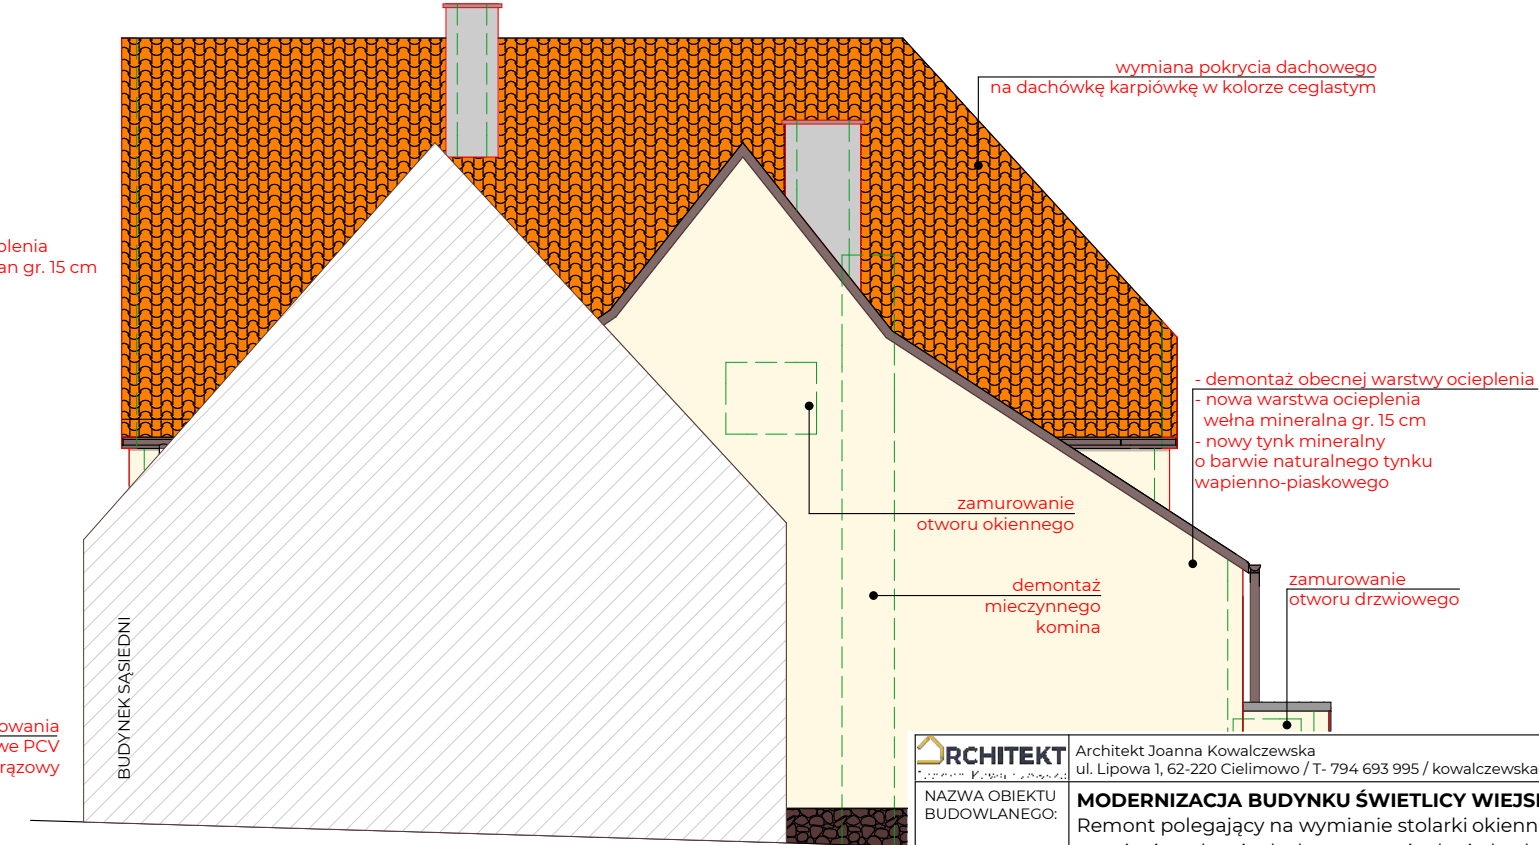 wymiana pokrycia dachowego
na dachówkę karpiówkę w kolorze ceglastym
plenia
an gr. 15 cm
- demontaż obecnej warstwy ocieplenia
- nowa warstwa ocieplenia
wełna mineralna gr. 15 cm
- nowy tynk mineralny
o barwie naturalnego tynku
wapienno-piaskowego
zamurowanie
otworu okiennego
demontaż
mieczynnego
komina
zamurowanie
otworu drzwiowego
BUDYNEK SĄSIEDNI
owania
we PCV
rązowy
ARCHITEKT
Architekt Joanna Kowalczewska
ul. Lipowa 1, 62-220 Cielimowo / T- 794 693 995 / kowalczewska
NAZWA OBIEKTU
BUDOWLANEGO:
MODERNIZACJA BUDYNKU ŚWIETLICY WIEJS
Remont polegający na wymianie stolarki okienn